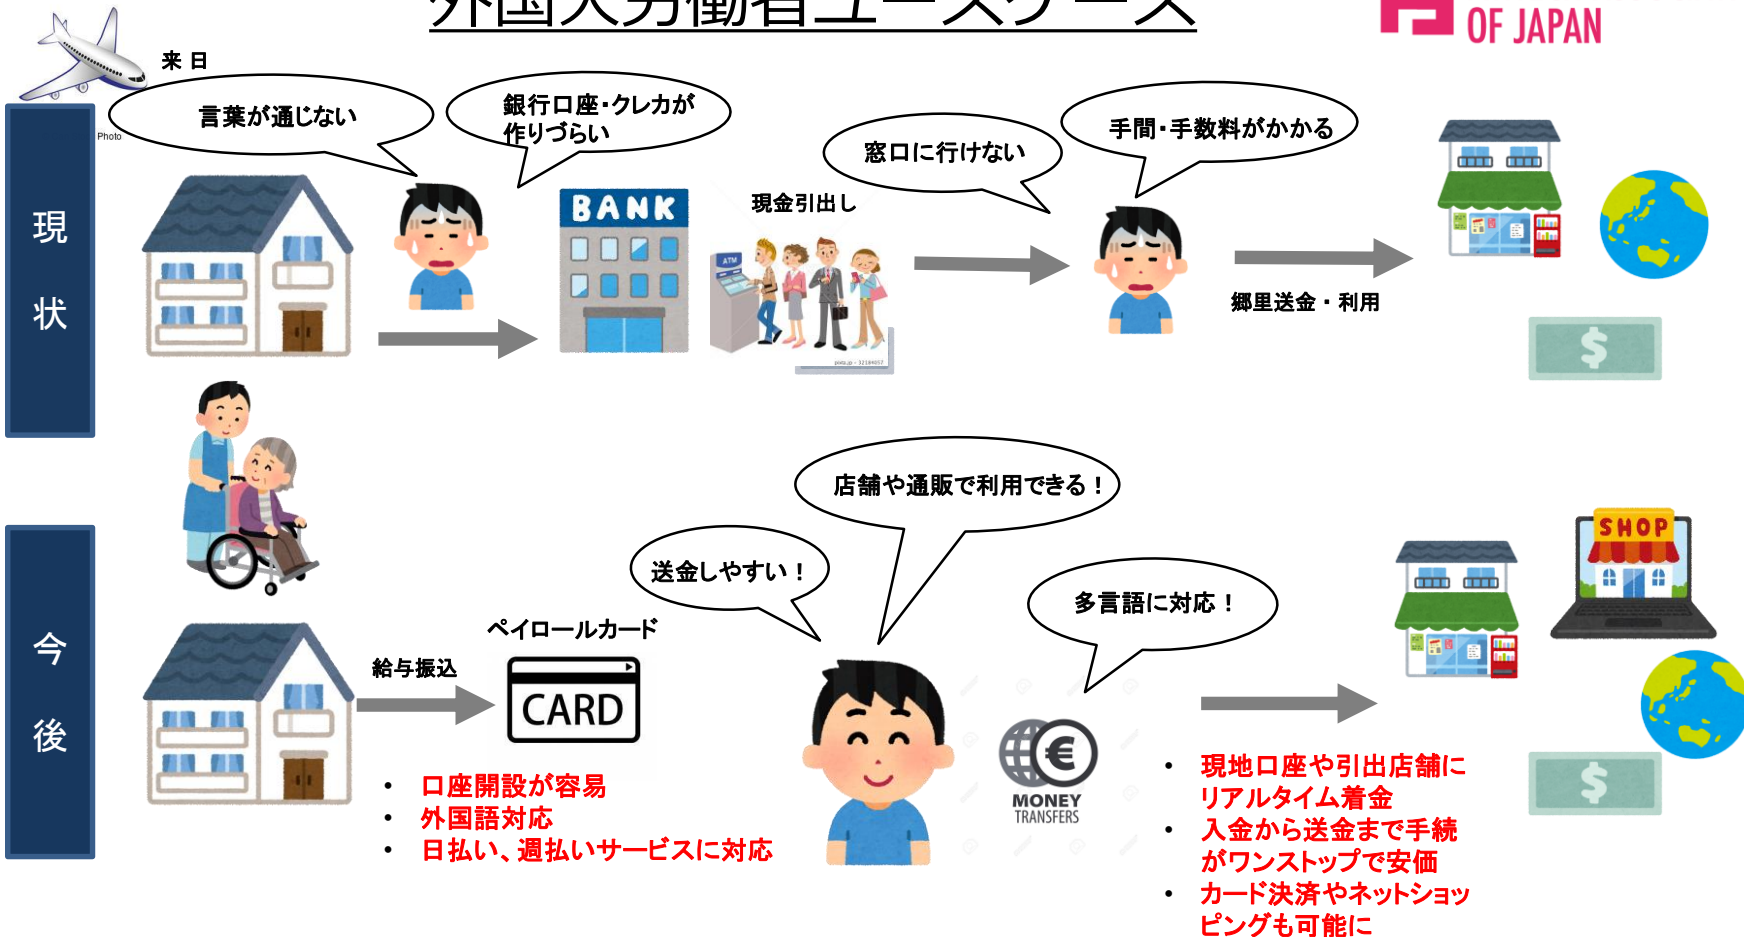 外国人労働者ユースケース
OF JAPAN
来日
言葉が通じない
銀行口座・クレカが
作りづらい
窓口に行けない
手間・手数料がかかる
Photo
現状
BANK
ATM
現金引出し
pixta.jp - 32184057
郷里送金・利用
$
店舗や通販で利用できる！
送金しやすい！
多言語に対応！
SHOP
今後
給与振込
ペイロールカード
CARD
• 口座開設が容易
• 外国語対応
• 日払い、週払いサービスに対応
€
MONEY
TRANSFERS
• 現地口座や引出店舗に
リアルタイム着金
• 入金から送金まで手続
がワンストップで安価
• カード決済やネットショッ
ピングも可能に
$